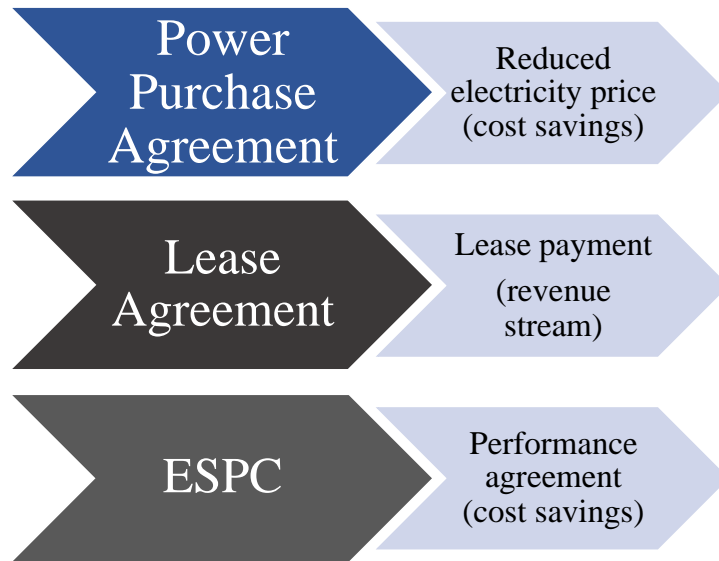 Power
Purchase
Agreement
Reduced
electricity price
(cost savings)
Lease
Agreement
Lease payment
(revenue
stream)
ESPC
Performance
agreement
(cost savings)